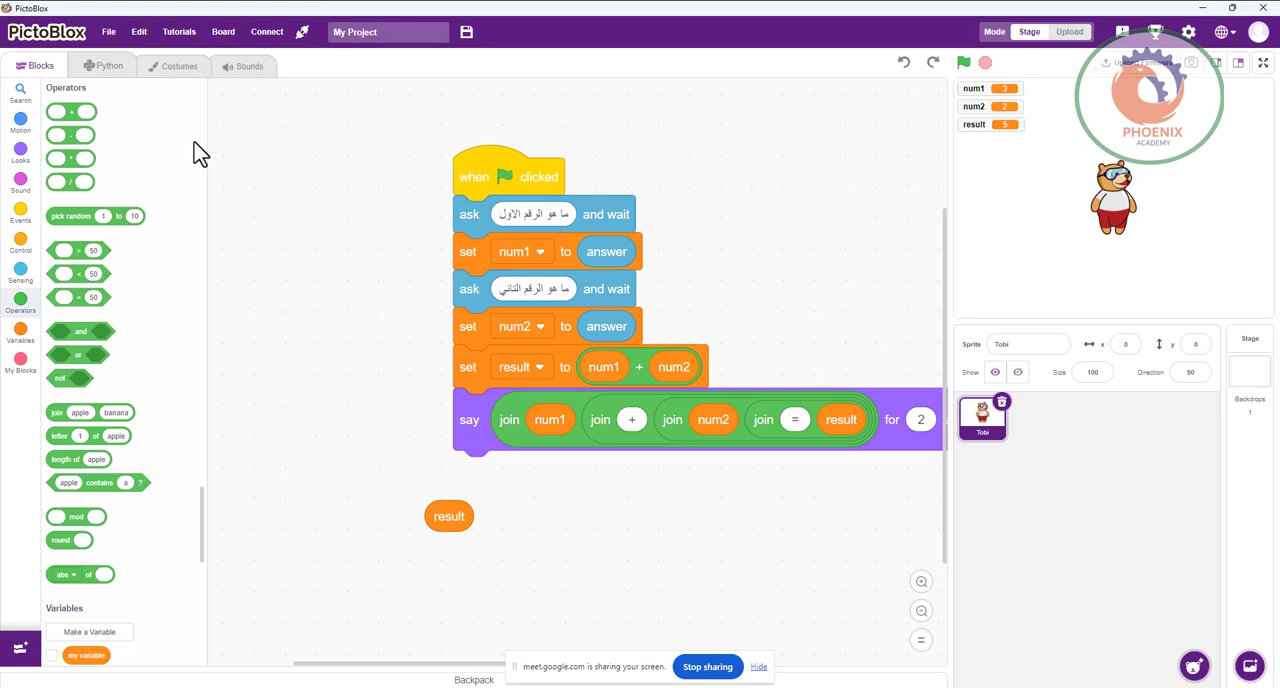 PictoBlox
PictoBlox File Edit Tutorials Board Connect My Project Mode Stage Upload
Blocks Python Costumes Sounds Upload Firmware
Search
Motion
Looks
Sound
Events
Control
Sensing
Operators
Variables
My Blocks
Operators
+
-
*
/
pick random 1 to 10
> 50
< 50
= 50
and
or
not
join apple banana
letter 1 of apple
length of apple
apple contains a ?
mod
round
abs of
Variables
Make a Variable
my variable
when clicked
ask ما هو الرقم الاول and wait
set num1 to answer
ask ما هو الرقم التاني and wait
set num2 to answer
set result to num1 + num2
say join num1 join + join num2 join = result for 2
result
num1 3
num2 2
result 5
PHOENIX
ACADEMY
Sprite Tobi x 0 y 0
Show Size 100 Direction 90
Tobi
Stage
Backdrops
1
meet.google.com is sharing your screen. Stop sharing Hide
Backpack